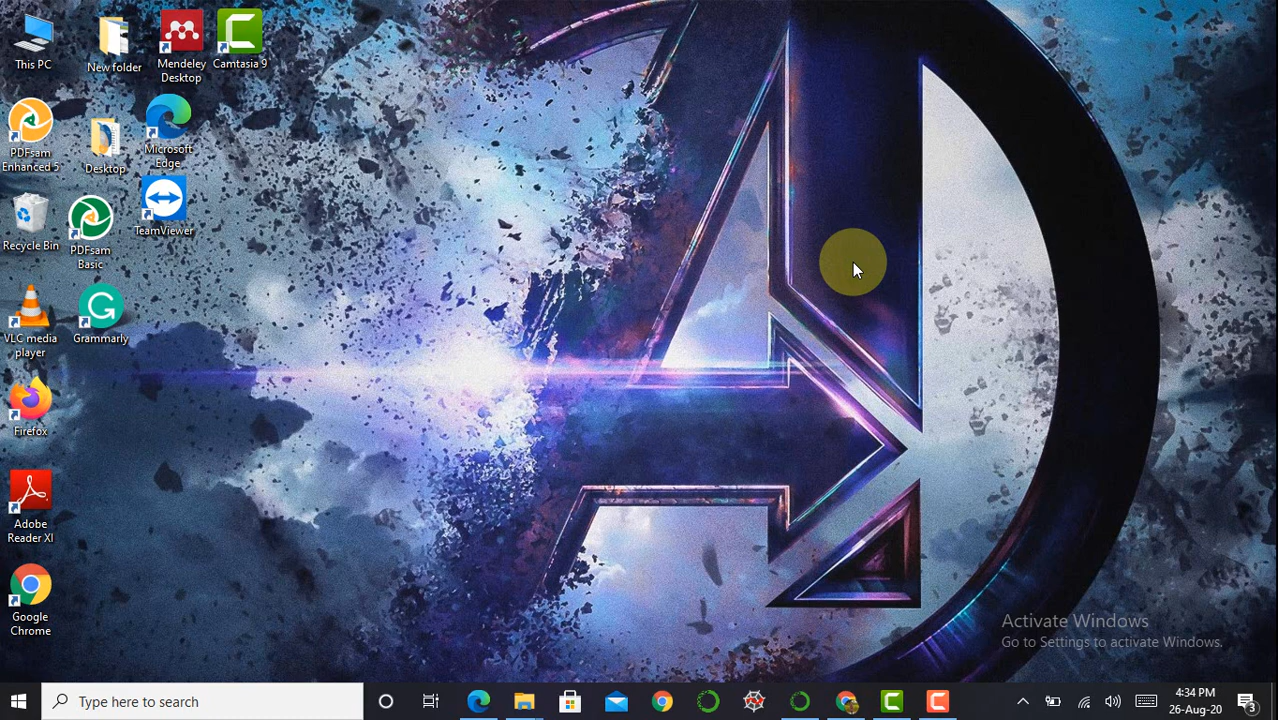 This PC
New folder
Mendeley
Desktop
Camtasia 9
PDFsam
Enhanced 5
Desktop
Microsoft
Edge
Recycle Bin
PDFsam
Basic
TeamViewer
VLC media
player
Grammarly
Firefox
Adobe
Reader XI
Google
Chrome
Activate Windows
Go to Settings to activate Windows.
Type here to search
4:34 PM
26-Aug-20
3